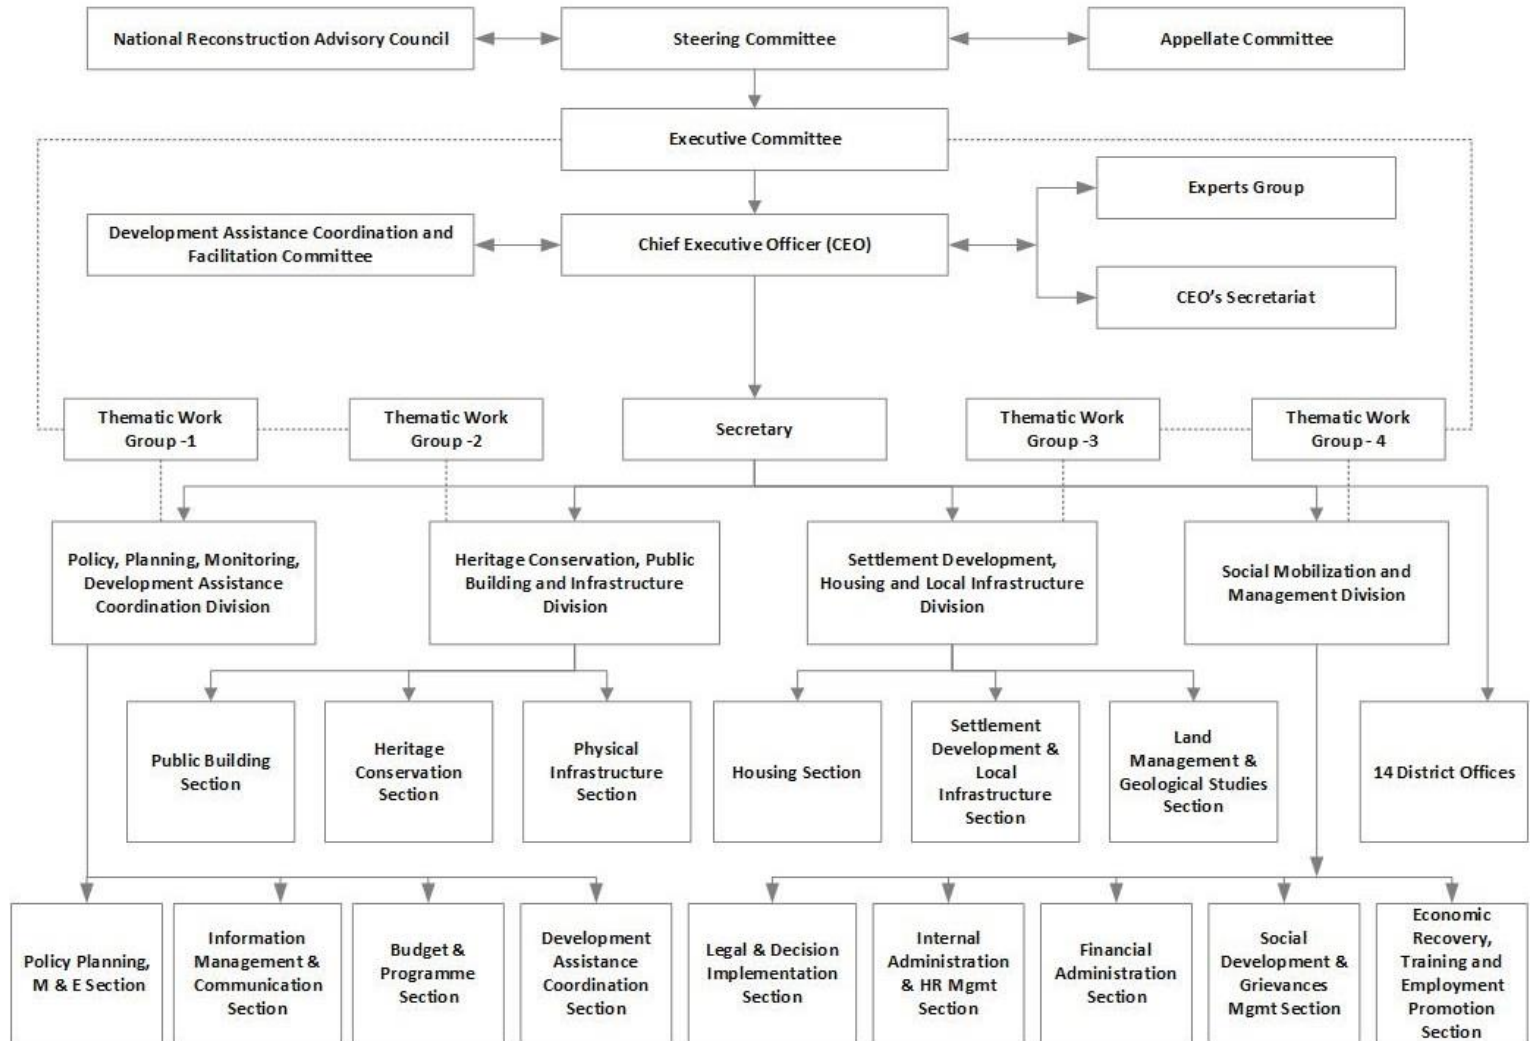 National Reconstruction Advisory Council
Steering Committee
Appellate Committee
Executive Committee
Experts Group
Development Assistance Coordination and
Facilitation Committee
Chief Executive Officer (CEO)
CEO’s Secretariat
Thematic Work
Group -1
Thematic Work
Group -2
Secretary
Thematic Work
Group -3
Thematic Work
Group - 4
Policy, Planning, Monitoring,
Development Assistance
Coordination Division
Heritage Conservation, Public
Building and Infrastructure
Division
Settlement Development,
Housing and Local Infrastructure
Division
Social Mobilization and
Management Division
Public Building
Section
Heritage
Conservation
Section
Physical
Infrastructure
Section
Housing Section
Settlement
Development &
Local
Infrastructure
Section
Land
Management &
Geological Studies
Section
14 District Offices
Policy Planning,
M & E Section
Information
Management &
Communication
Section
Budget &
Programme
Section
Development
Assistance
Coordination
Section
Legal & Decision
Implementation
Section
Internal
Administration
& HR Mgmt
Section
Financial
Administration
Section
Social
Development &
Grievances
Mgmt Section
Economic
Recovery,
Training and
Employment
Promotion
Section